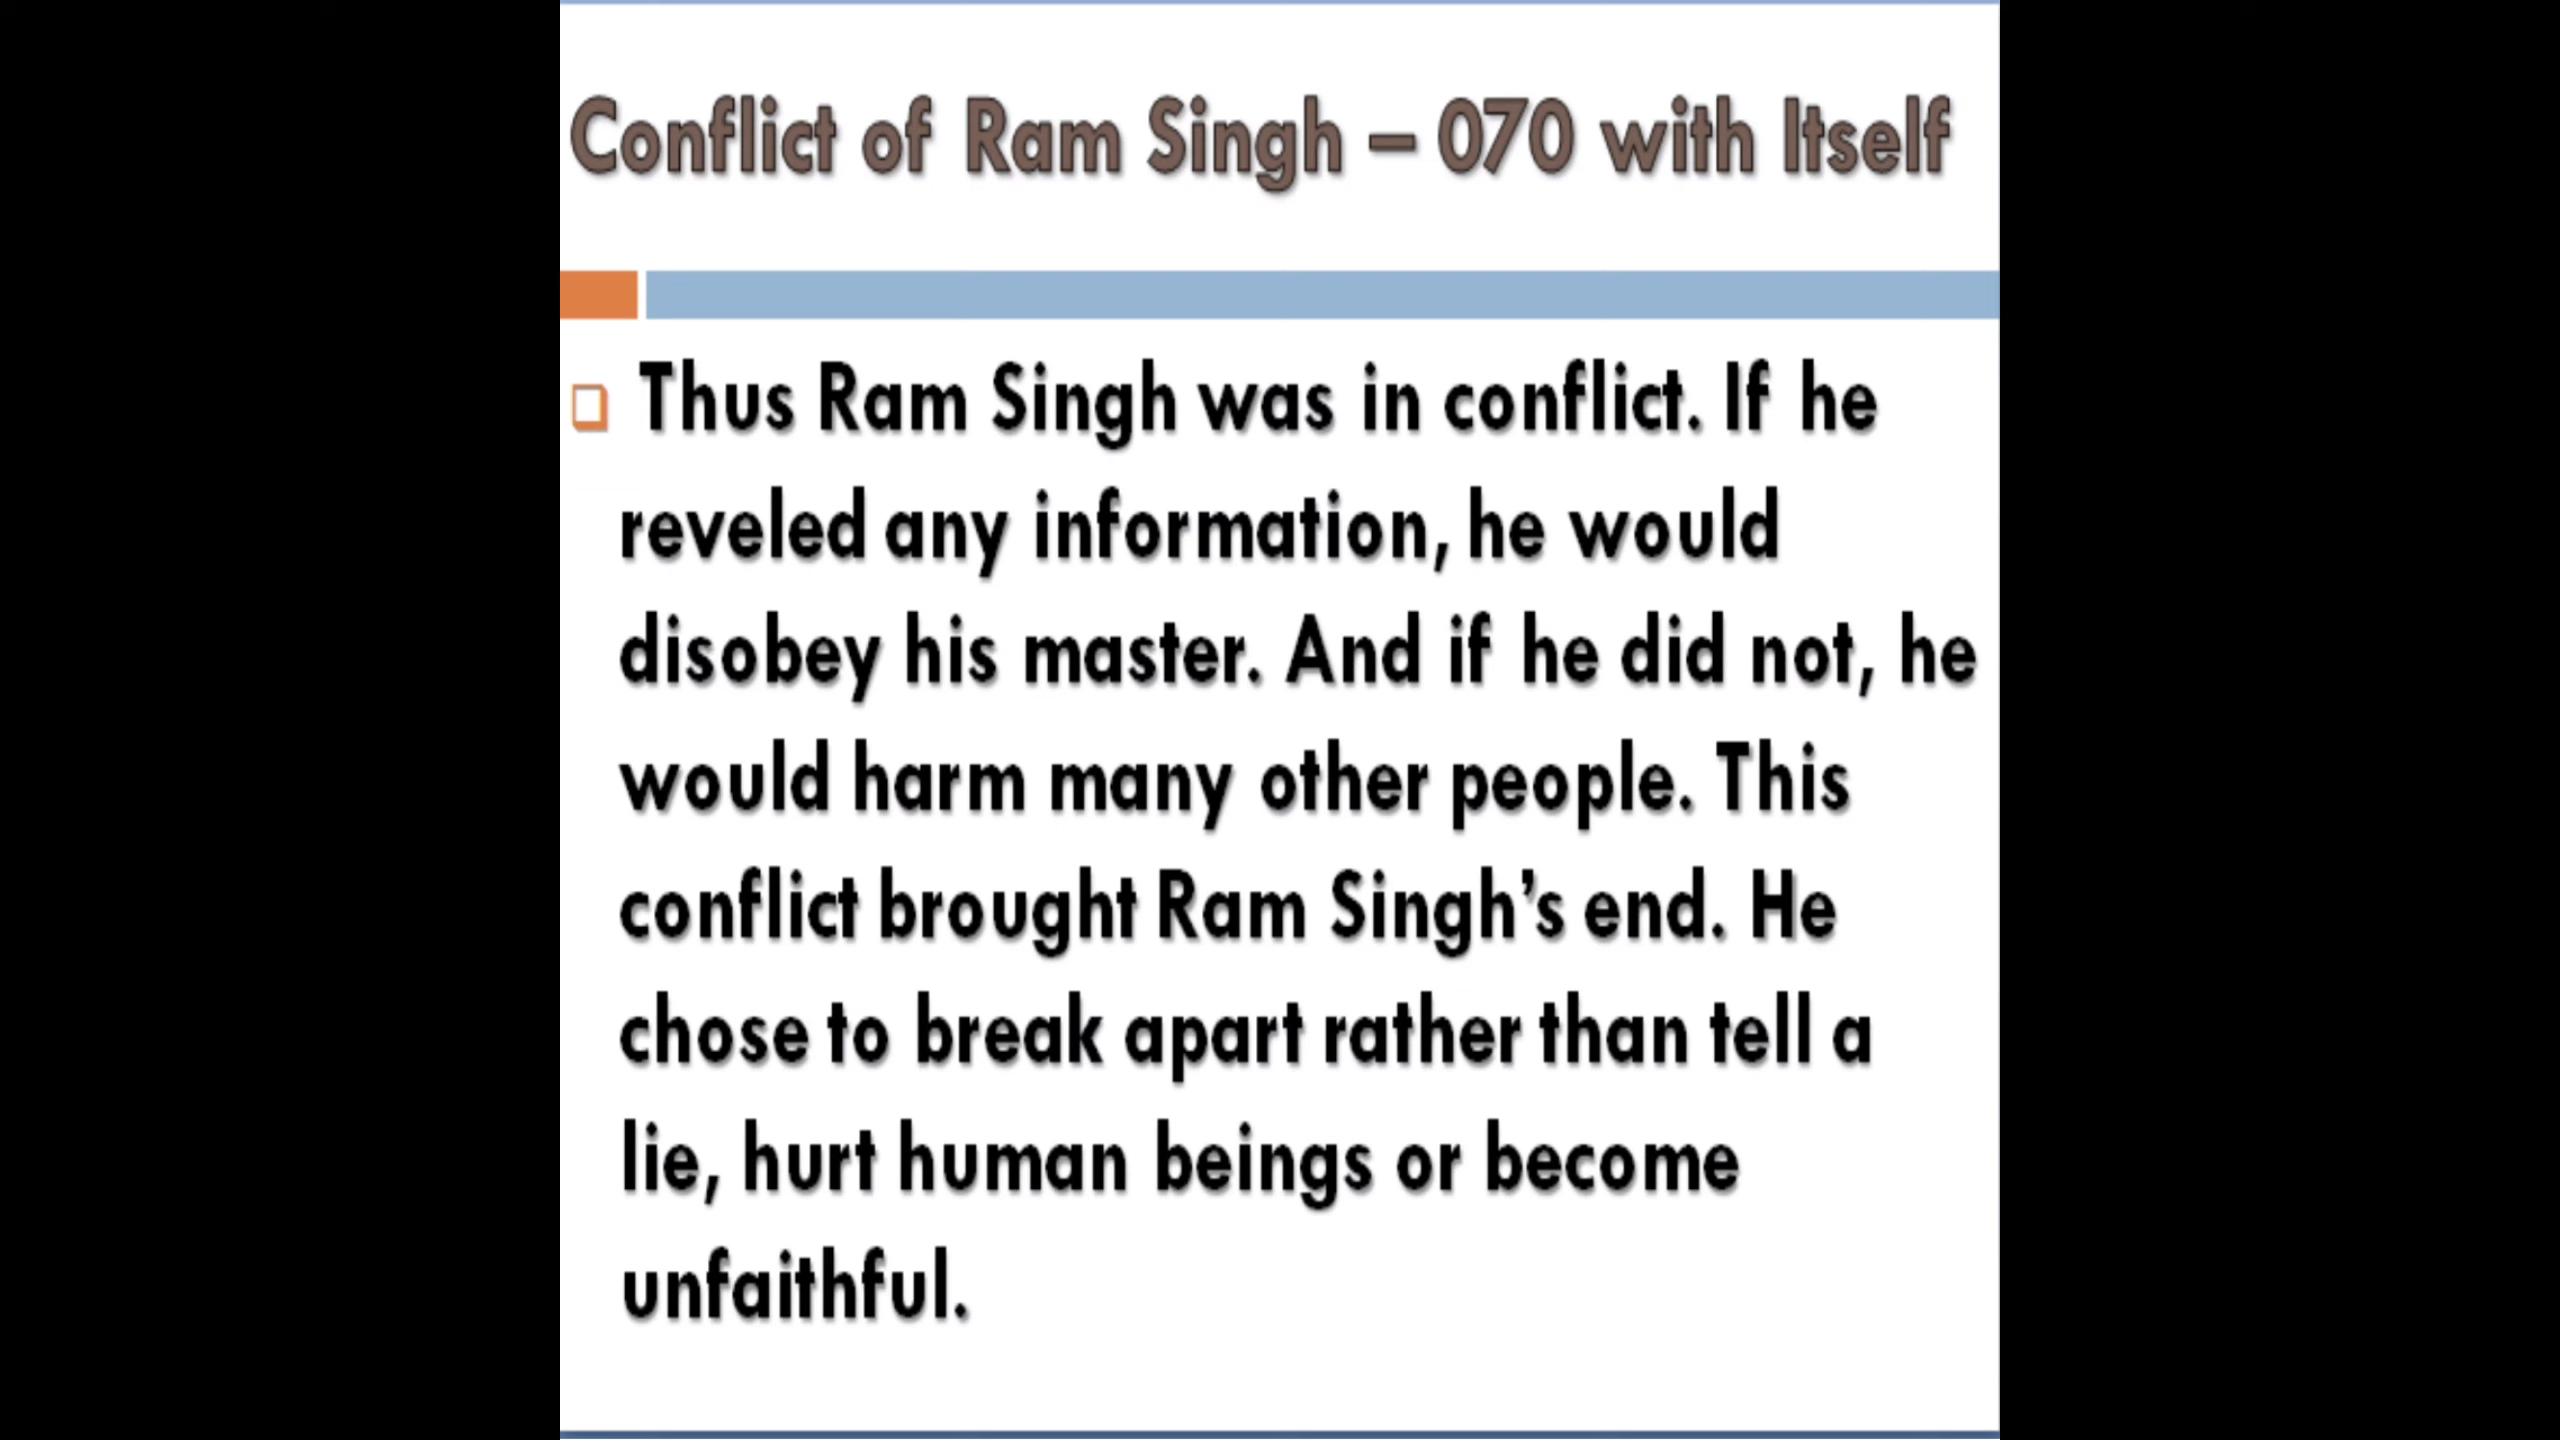 Conflict of Ram Singh – 070 with Itself
Thus Ram Singh was in conflict. If he
reveled any information, he would
disobey his master. And if he did not, he
would harm many other people. This
conflict brought Ram Singh’s end. He
chose to break apart rather than tell a
lie, hurt human beings or become
unfaithful.